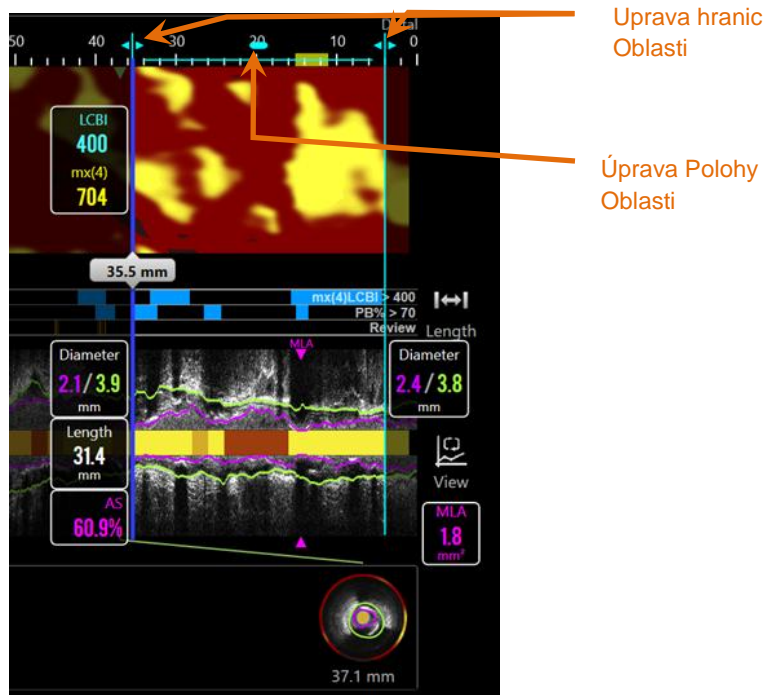 Uprava hranic
Oblasti
Distal
50 40 30 20 10 0
LCBI
400
mx(4)
704
Úprava Polohy
Oblasti
35.5 mm
mx(4)LCBI > 400
PB% > 70
Review
Length
MLA
Diameter
2.1/3.9
mm
Diameter
2.4/3.8
mm
Length
31.4
mm
View
AS
60.9%
MLA
1.8
mm²
37.1 mm